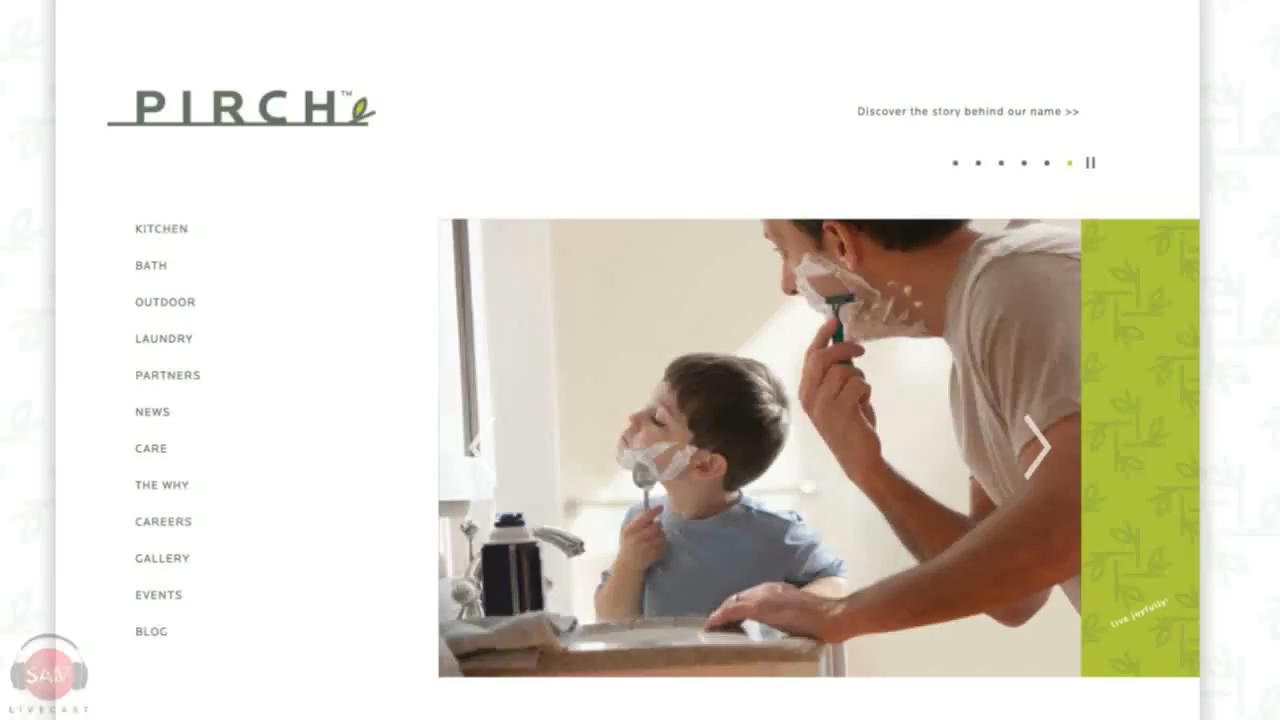 PIRCH™
Discover the story behind our name >>
KITCHEN
BATH
OUTDOOR
LAUNDRY
PARTNERS
NEWS
CARE
THE WHY
CAREERS
GALLERY
EVENTS
BLOG
live joyfully®
SAM
LIVECAST